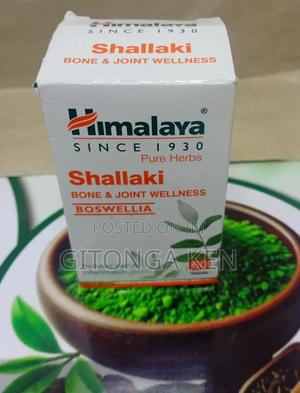 Himalaya
SINCE 1930
Shallaki
BONE & JOINT WELLNESS
Himalaya®
SINCE 1930
Pure Herbs
Shallaki
BONE & JOINT WELLNESS
BOSWELLIA
POSTED ON
GITONGA KEN